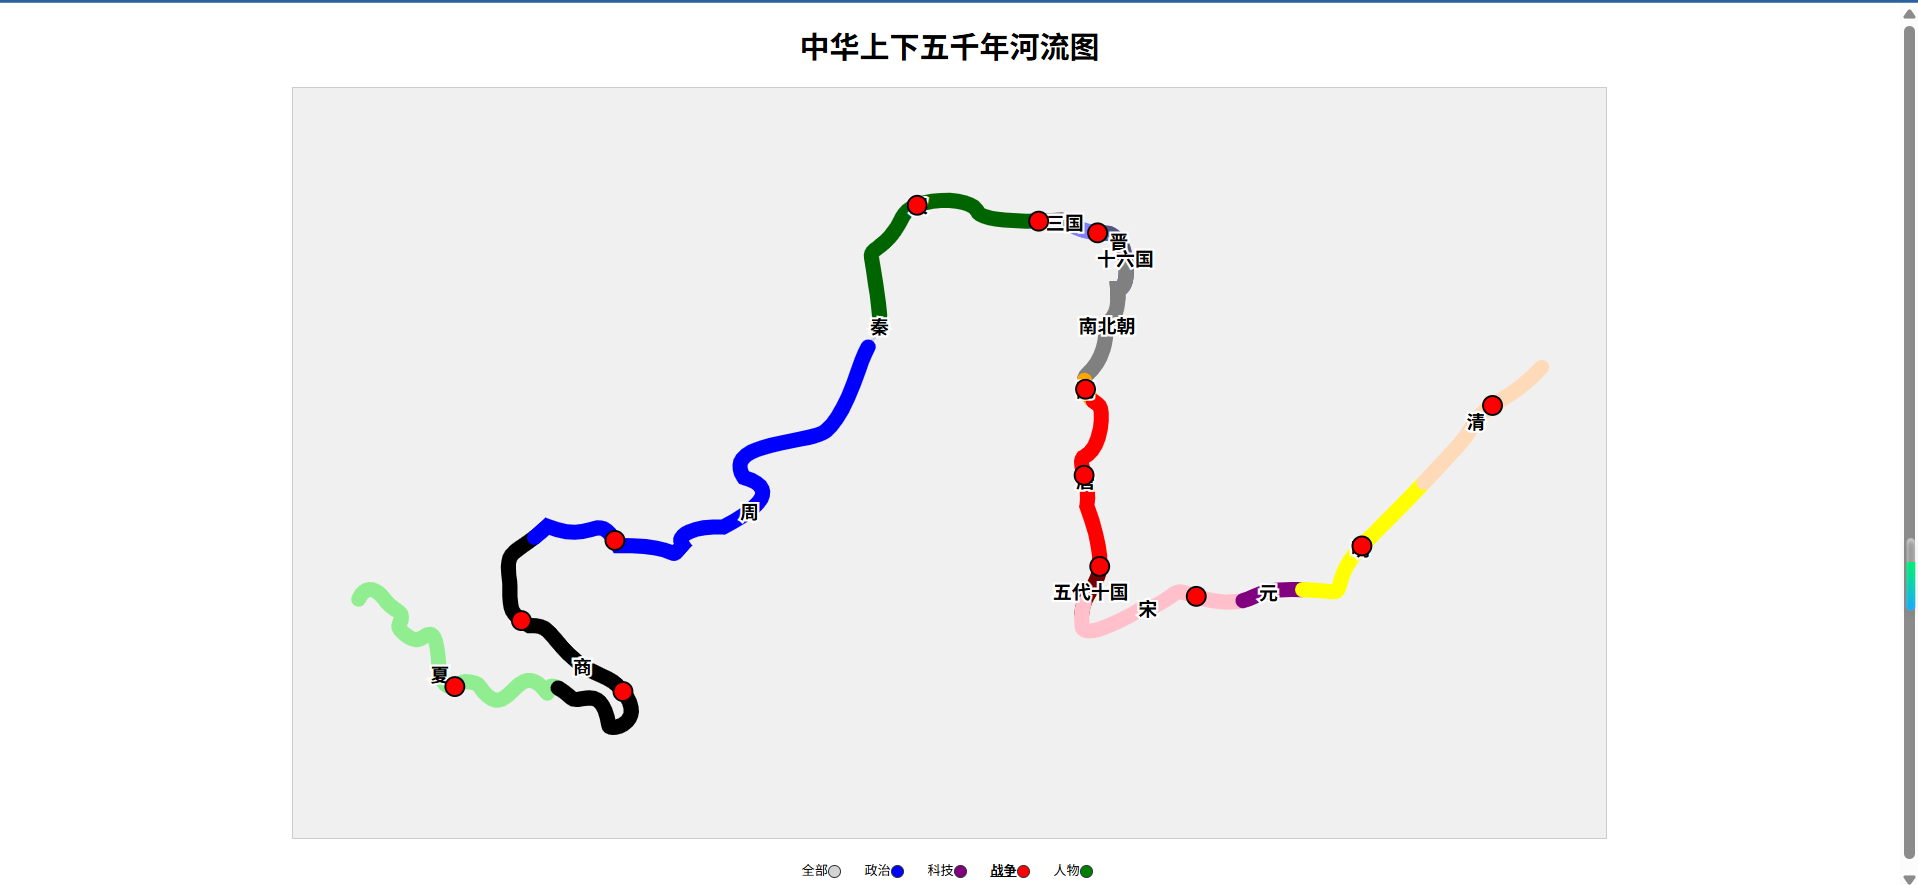 中华上下五千年河流图
三国
晋
十六国
秦
南北朝
清
周
五代十国
元
宋
商
夏
全部 政治 科技 战争 人物